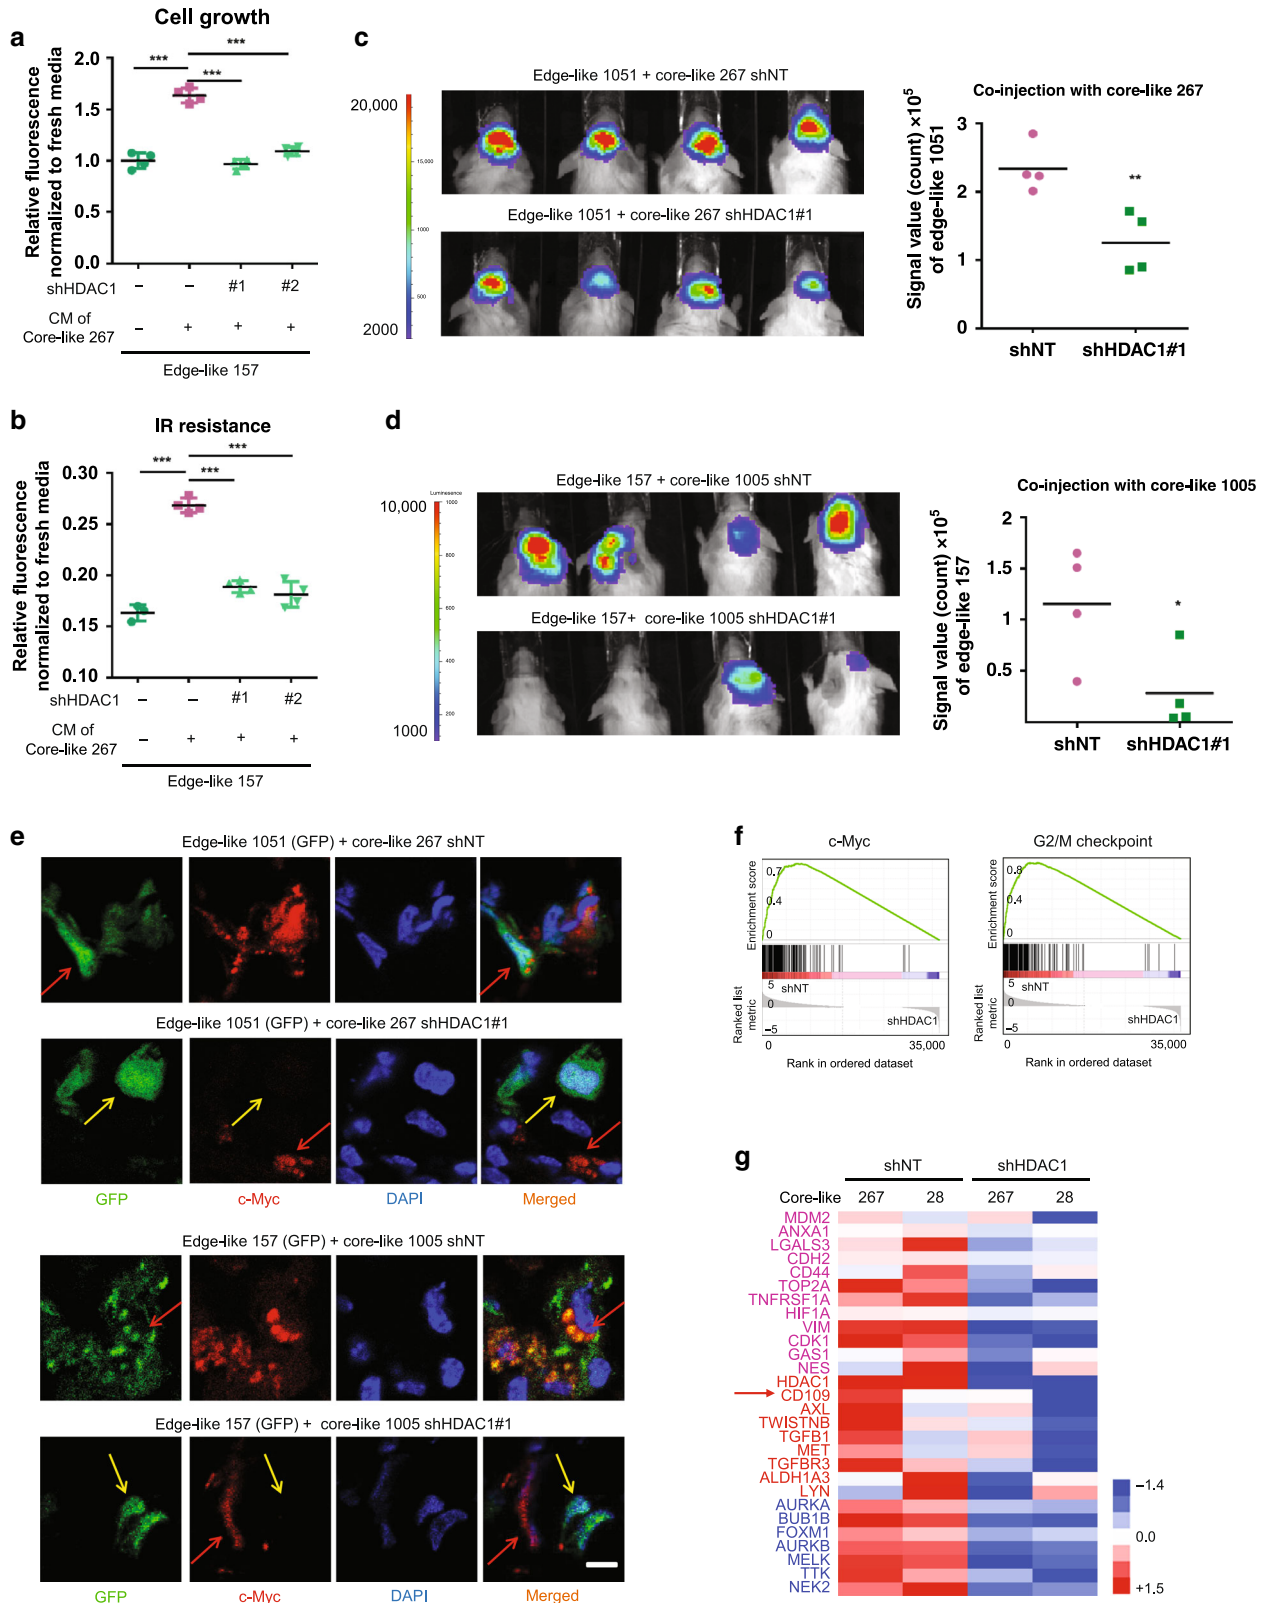 a
Cell growth
Relative fluorescence
normalized to fresh media
2.0
1.5
1.0
0.5
0.0
***
***
***
shHDAC1
– – #1 #2
CM of
Core-like 267
– + + +
Edge-like 157
b
IR resistance
Relative fluorescence
normalized to fresh media
0.30
0.25
0.20
0.15
0.10
***
***
***
shHDAC1
– – #1 #2
CM of
Core-like 267
– + + +
Edge-like 157
c
Edge-like 1051 + core-like 267 shNT
20,000
15,000
1000
500
2000
Edge-like 1051 + core-like 267 shHDAC1#1
Co-injection with core-like 267
Signal value (count) ×10⁵
of edge-like 1051
3
2
1
0
**
shNT shHDAC1#1
d
Edge-like 157 + core-like 1005 shNT
10,000
Luminescence
1000
800
600
400
200
1000
Edge-like 157+ core-like 1005 shHDAC1#1
Co-injection with core-like 1005
Signal value (count) ×10⁵
of edge-like 157
2
1.5
1
0.5
*
shNT shHDAC1#1
e
Edge-like 1051 (GFP) + core-like 267 shNT
Edge-like 1051 (GFP) + core-like 267 shHDAC1#1
GFP c-Myc DAPI Merged
Edge-like 157 (GFP) + core-like 1005 shNT
Edge-like 157 (GFP) + core-like 1005 shHDAC1#1
GFP c-Myc DAPI Merged
f
c-Myc
Enrichment score
0.7
0.4
0
Ranked list
metric
5
0
–5
shNT
shHDAC1
0 35,000
Rank in ordered dataset
G2/M checkpoint
Enrichment score
0.8
0.4
0
Ranked list
metric
5
0
–5
shNT
shHDAC1
0 35,000
Rank in ordered dataset
g
shNT shHDAC1
Core-like 267 28 267 28
MDM2
ANXA1
LGALS3
CDH2
CD44
TOP2A
TNFRSF1A
HIF1A
VIM
CDK1
GAS1
NES
HDAC1
CD109
AXL
TWISTNB
TGFB1
MET
TGFBR3
ALDH1A3
LYN
AURKA
BUB1B
FOXM1
AURKB
MELK
TTK
NEK2
–1.4
0.0
+1.5